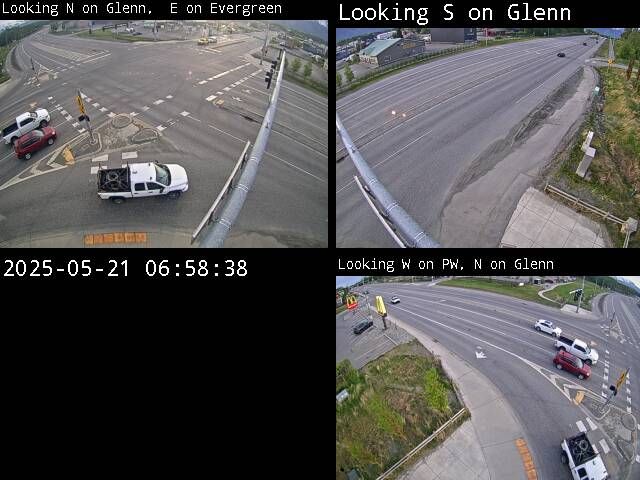 Looking N on Glenn, E on Evergreen
Looking S on Glenn
2025-05-21 06:58:38
Looking W on PW, N on Glenn